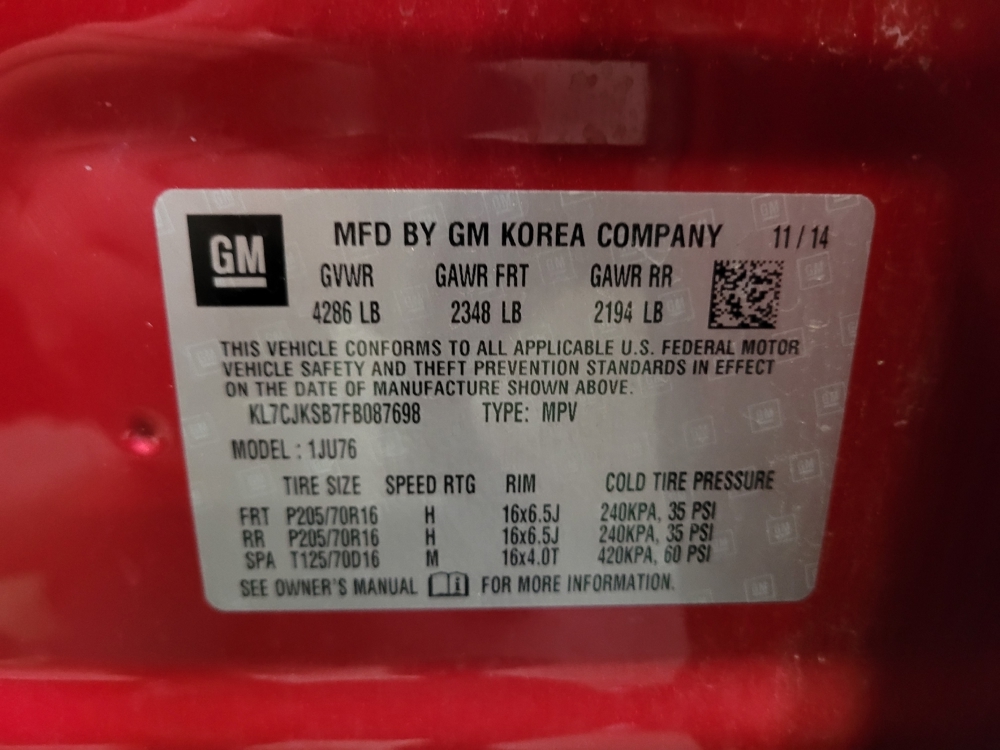 GM
MFD BY GM KOREA COMPANY 11 / 14
GVWR GAWR FRT GAWR RR
4286 LB 2348 LB 2194 LB
THIS VEHICLE CONFORMS TO ALL APPLICABLE U.S. FEDERAL MOTOR
VEHICLE SAFETY AND THEFT PREVENTION STANDARDS IN EFFECT
ON THE DATE OF MANUFACTURE SHOWN ABOVE.
KL7CJKSB7FB087698 TYPE: MPV
MODEL : 1JU76
TIRE SIZE SPEED RTG RIM COLD TIRE PRESSURE
FRT P205/70R16 H 16x6.5J 240KPA, 35 PSI
RR P205/70R16 H 16x6.5J 240KPA, 35 PSI
SPA T125/70D16 M 16x4.0T 420KPA, 60 PSI
SEE OWNER'S MANUAL FOR MORE INFORMATION.